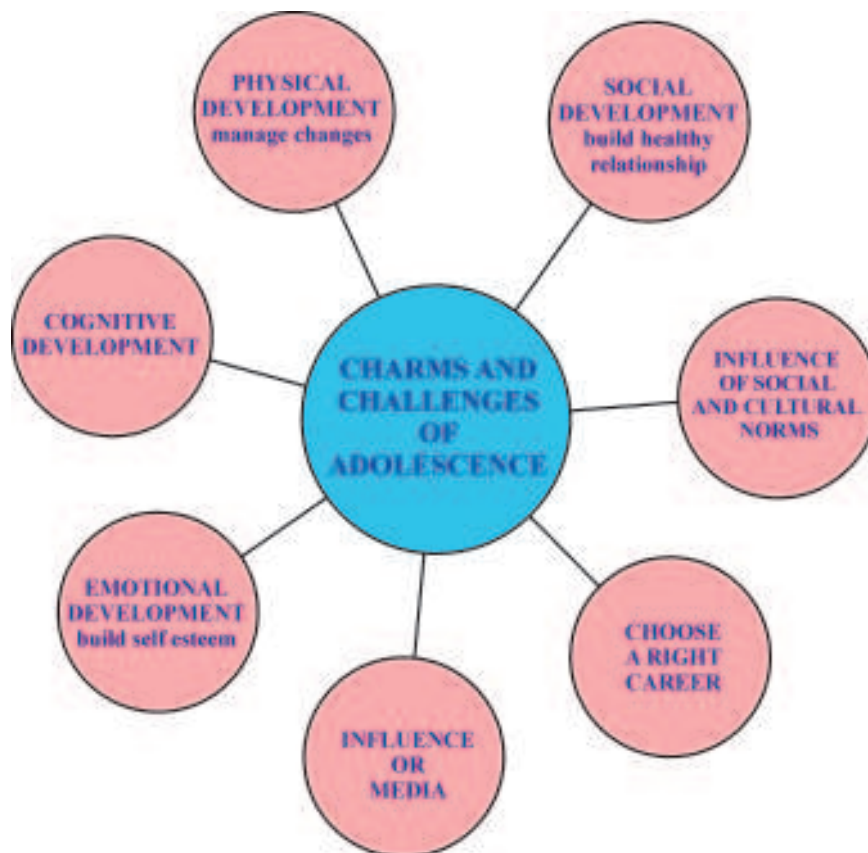 PHYSICAL
DEVELOPMENT
manage changes
SOCIAL
DEVELOPMENT
build healthy
relationship
COGNITIVE
DEVELOPMENT
CHARMS AND
CHALLENGES
OF
ADOLESCENCE
INFLUENCE
OF SOCIAL
AND CULTURAL
NORMS
EMOTIONAL
DEVELOPMENT
build self esteem
CHOOSE
A RIGHT
CAREER
INFLUENCE
OR
MEDIA